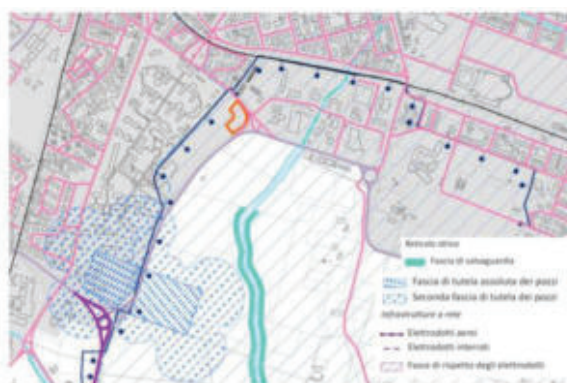 Reticolo idrico
Fascia di salvaguardia
Fascia di tutela assoluta dei pozzi
Seconda fascia di tutela dei pozzi
Infrastrutture a rete
Elettrodotti aerei
Elettrodotti interrati
Fasce di rispetto degli elettrodotti